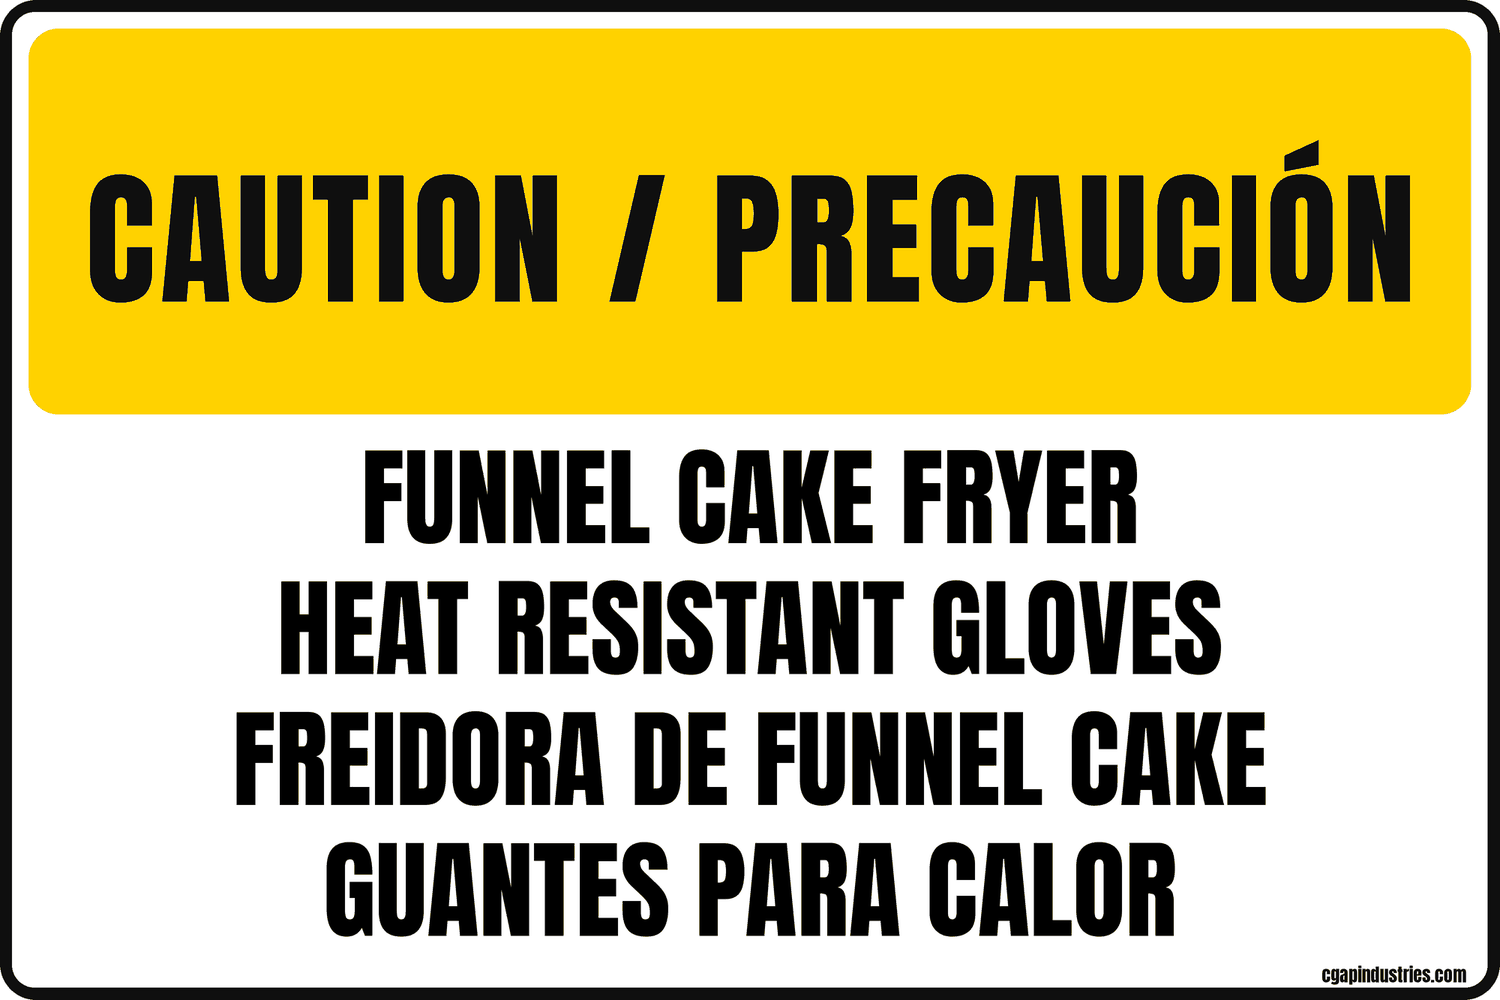 CAUTION / PRECAUCIÓN
FUNNEL CAKE FRYER
HEAT RESISTANT GLOVES
FREIDORA DE FUNNEL CAKE
GUANTES PARA CALOR
cgapindustries.com